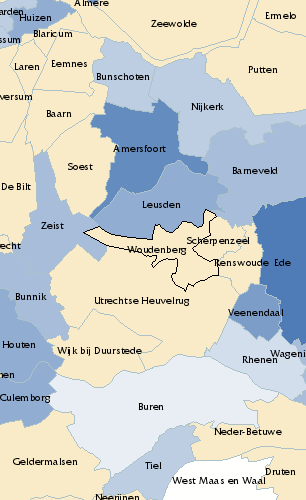 Almere
Ermelo
arden
Huizen
Zeewolde
Blaricum
ssum
Laren
Eemnes
Putten
Bunschoten
versum
Nijkerk
Baarn
Amersfoort
Soest
Barneveld
De Bilt
Leusden
Zeist
Scherpenzeel
recht
Woudenberg
Renswoude
Ede
Bunnik
Utrechtse Heuvelrug
Veenendaal
Houten
Wijk bij Duurstede
Wageni
Rhenen
nen
Culemborg
Buren
Neder-Betuwe
Geldermalsen
Tiel
Druten
West Maas en Waal
Neerijnen